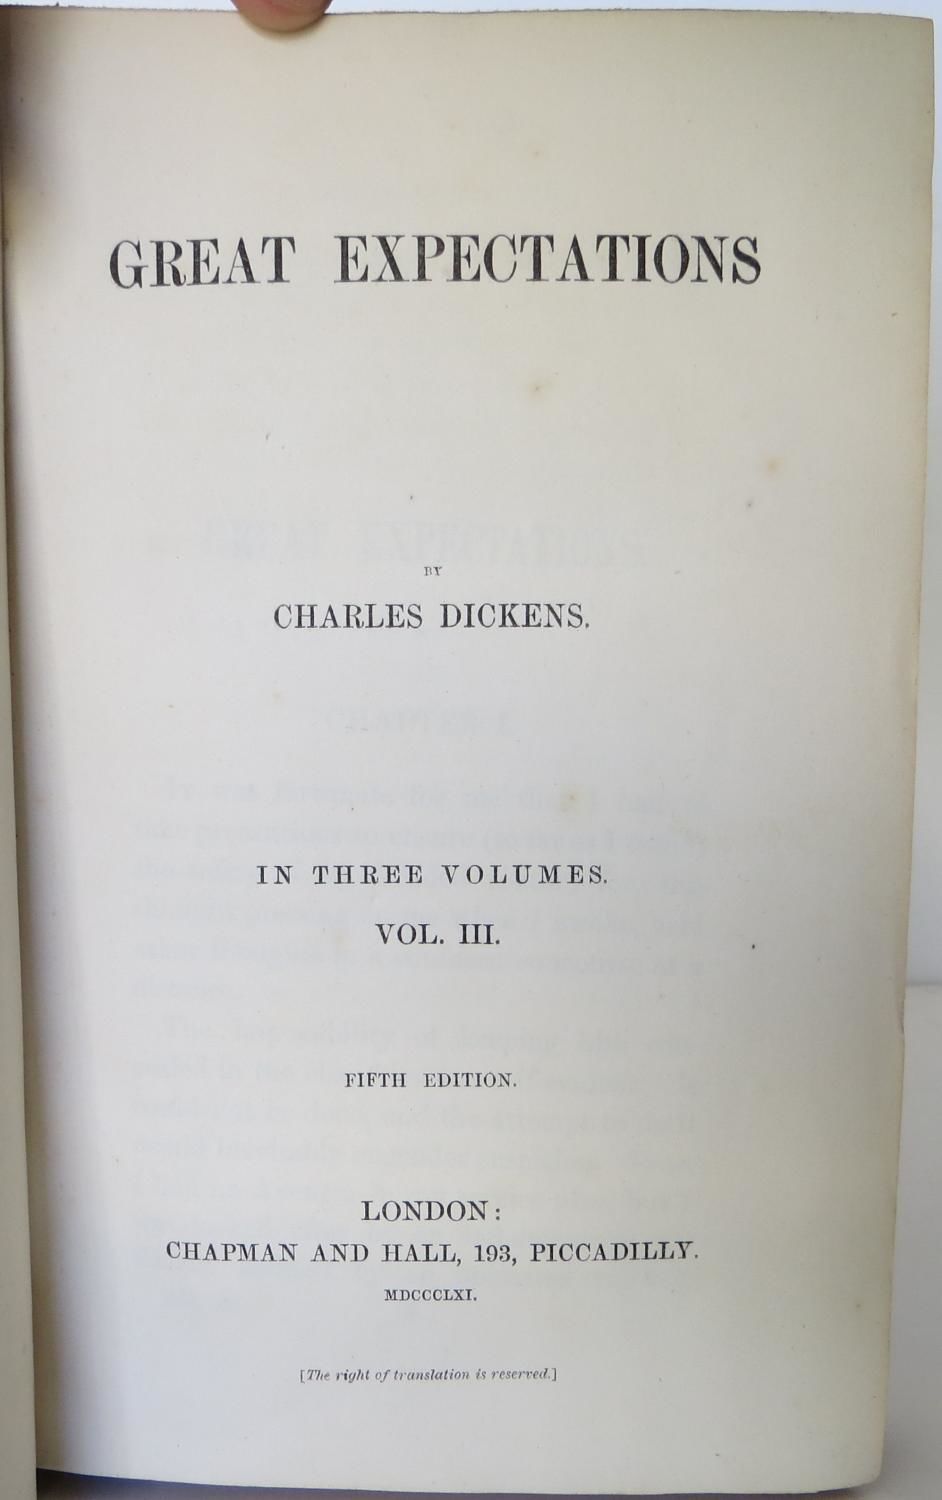 GREAT EXPECTATIONS
BY
CHARLES DICKENS.
IN THREE VOLUMES.
VOL. III.
FIFTH EDITION.
LONDON:
CHAPMAN AND HALL, 193, PICCADILLY.
MDCCCLXI.
[The right of translation is reserved.]